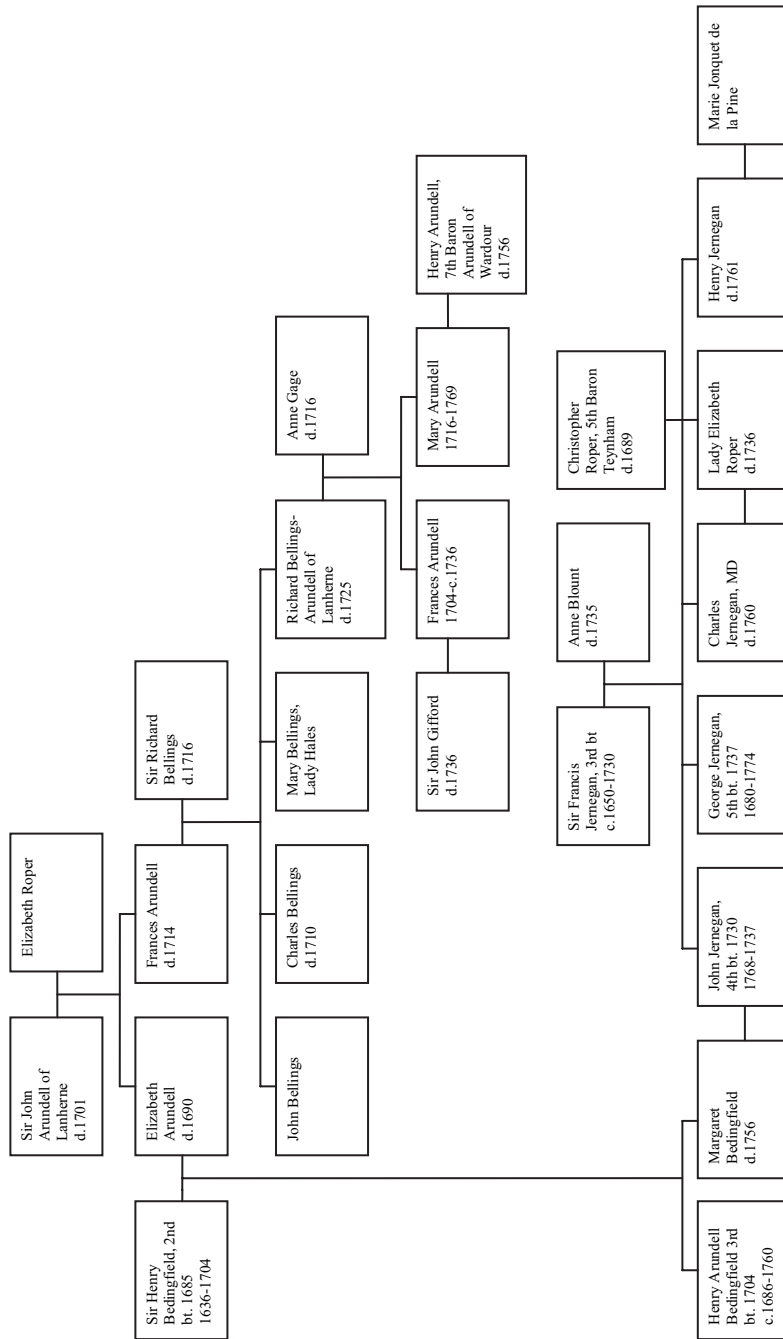 Sir John
Arundell of
Lanherne
d.1701
Elizabeth Roper
Sir Henry
Bedingfield, 2nd
bt. 1685
1636-1704
Elizabeth
Arundell
d.1690
Frances Arundell
d.1714
Sir Richard
Bellings
d.1716
John Bellings
Charles Bellings
d.1710
Mary Bellings,
Lady Hales
Richard Bellings-
Arundell of
Lanherne
d.1725
Anne Gage
d.1716
Sir John Gifford
d.1736
Frances Arundell
1704-c.1736
Mary Arundell
1716-1769
Henry Arundell,
7th Baron
Arundell of
Wardour
d.1756
Sir Francis
Jernegan, 3rd bt
c.1650-1730
Anne Blount
d.1735
Christopher
Roper, 5th Baron
Teynham
d.1689
Henry Arundell
Bedingfield 3rd
bt. 1704
c.1686-1760
Margaret
Bedingfield
d.1756
John Jernegan,
4th bt. 1730
1768-1737
George Jernegan,
5th bt. 1737
1680-1774
Charles
Jernegan, MD
d.1760
Lady Elizabeth
Roper
d.1736
Henry Jernegan
d.1761
Marie Jonquet de
la Pine